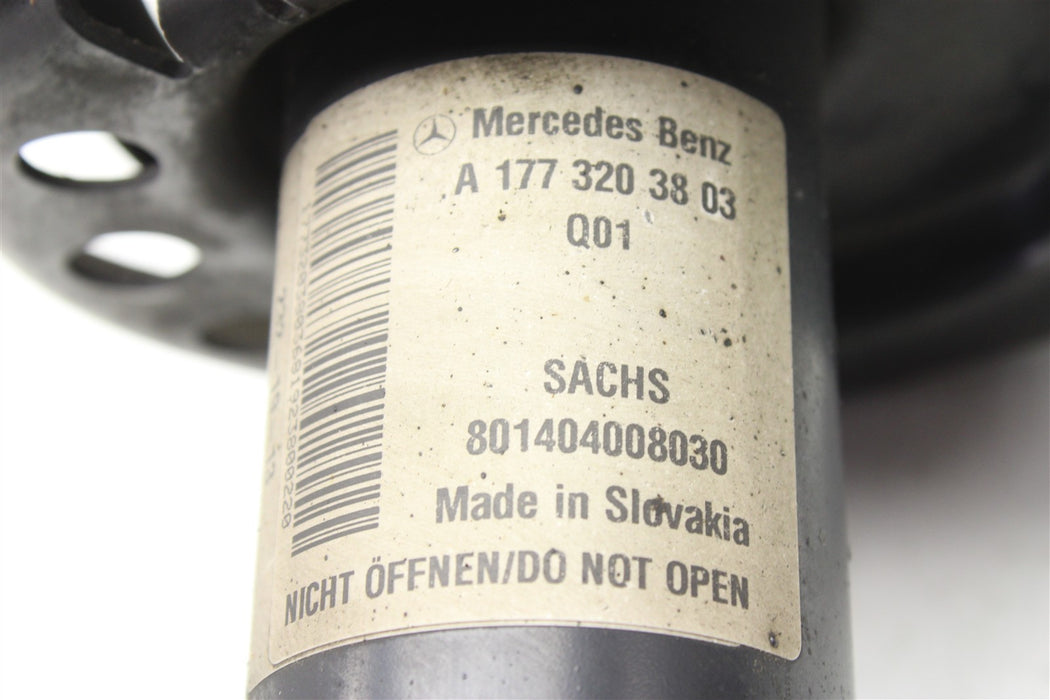 Mercedes Benz
A 177 320 38 03
Q01
SACHS
801404008030
Made in Slovakia
NICHT ÖFFNEN/DO NOT OPEN